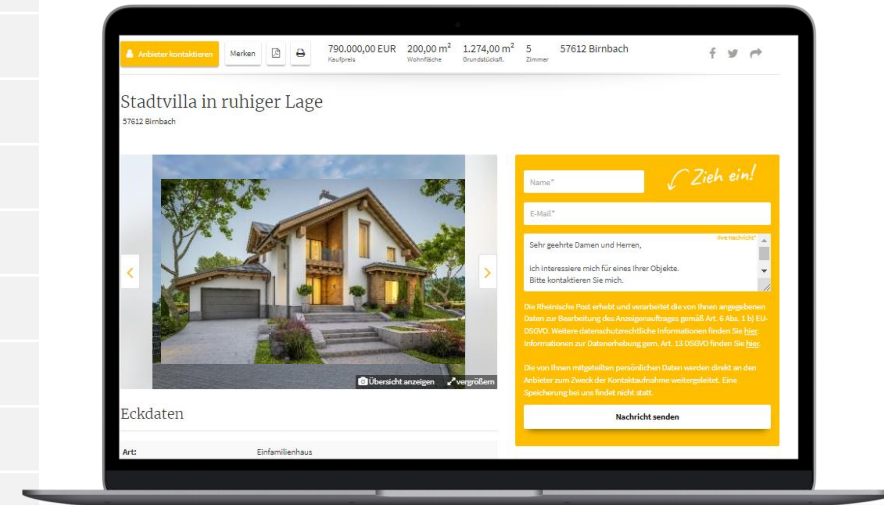 Anbieter kontaktieren
Merken
790.000,00 EUR
Kaufpreis
200,00 m²
Wohnfläche
1.274,00 m²
Grundstücksfl.
5
Zimmer
57612 Birnbach
Stadtvilla in ruhiger Lage
57612 Birnbach
Übersicht anzeigen
vergrößern
Eckdaten
Art: Einfamilienhaus
Zieh ein!
Name*
E-Mail*
Ihre Nachricht*
Sehr geehrte Damen und Herren,
ich interessiere mich für eines Ihrer Objekte.
Bitte kontaktieren Sie mich.
Die Rheinische Post erhebt und verarbeitet die von Ihnen angegebenen
Daten zur Bearbeitung des Anzeigenauftrages gemäß Art. 6 Abs. 1 b) EU-
DSGVO. Weitere datenschutzrechtliche Informationen finden Sie hier.
Informationen zur Datenerhebung gem. Art. 13 DSGVO finden Sie hier.
Die von Ihnen mitgeteilten persönlichen Daten werden direkt an den
Anbieter zum Zweck der Kontaktaufnahme weitergeleitet. Eine
Speicherung bei uns findet nicht statt.
Nachricht senden